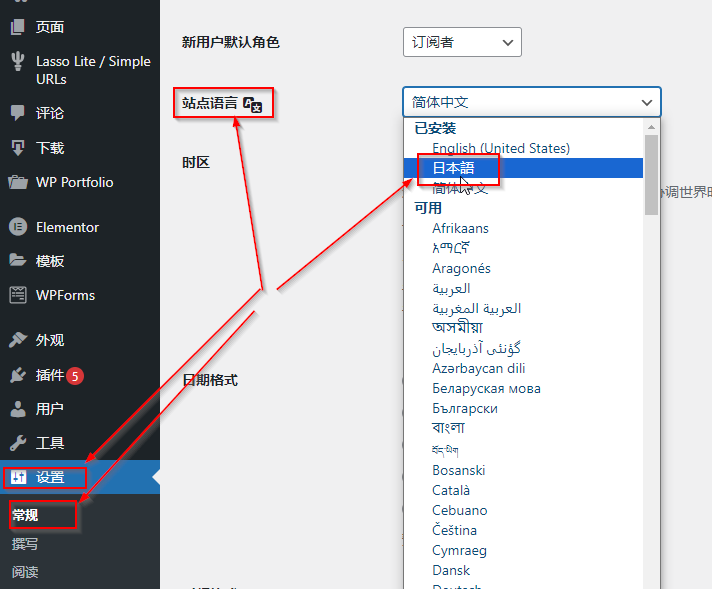 页面
Lasso Lite / Simple
URLs
评论
下载
WP Portfolio
Elementor
模板
WPForms
外观
插件 5
用户
工具
设置
常规
撰写
阅读
新用户默认角色
订阅者
站点语言
简体中文
已安装
English (United States)
日本語
简体中文
可用
Afrikaans
አማርኛ
Aragonés
العربية
العربية المغربية
অসমীয়া
گؤنئی آذربایجان
Azərbaycan dili
Беларуская мова
Български
বাংলা
བོད་ཡིག
Bosanski
Català
Cebuano
Čeština
Cymraeg
Dansk
时区
协调世界时
日期格式